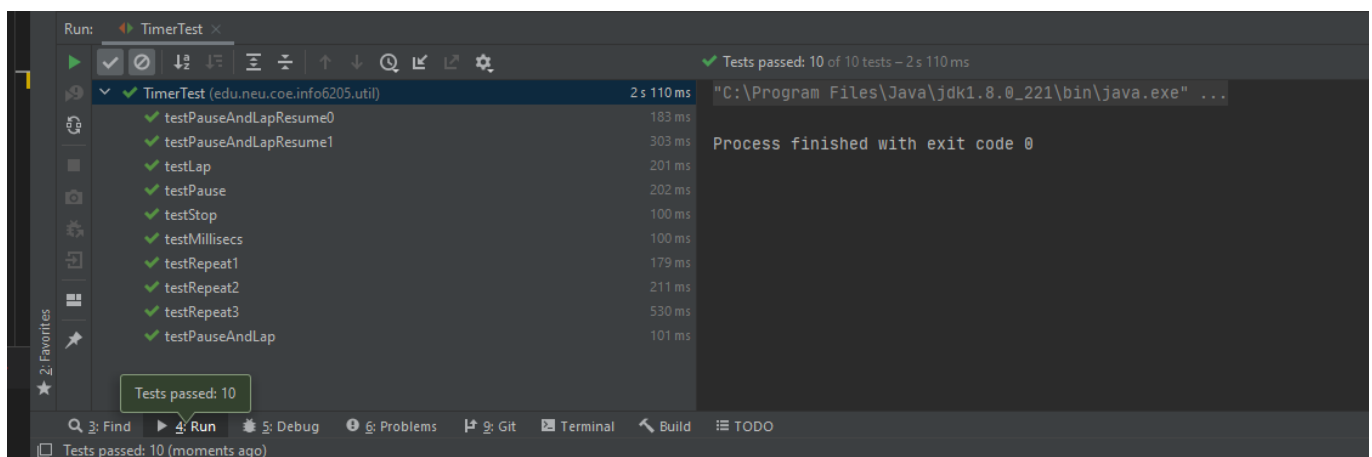 Run: TimerTest
Tests passed: 10 of 10 tests – 2 s 110 ms
TimerTest (edu.neu.coe.info6205.util) 2 s 110 ms
testPauseAndLapResume0 183 ms
testPauseAndLapResume1 303 ms
testLap 201 ms
testPause 202 ms
testStop 100 ms
testMillisecs 100 ms
testRepeat1 179 ms
testRepeat2 211 ms
testRepeat3 530 ms
testPauseAndLap 101 ms
"C:\Program Files\Java\jdk1.8.0_221\bin\java.exe" ...
Process finished with exit code 0
2: Favorites
Tests passed: 10
3: Find 4: Run 5: Debug 6: Problems 9: Git Terminal Build TODO
Tests passed: 10 (moments ago)